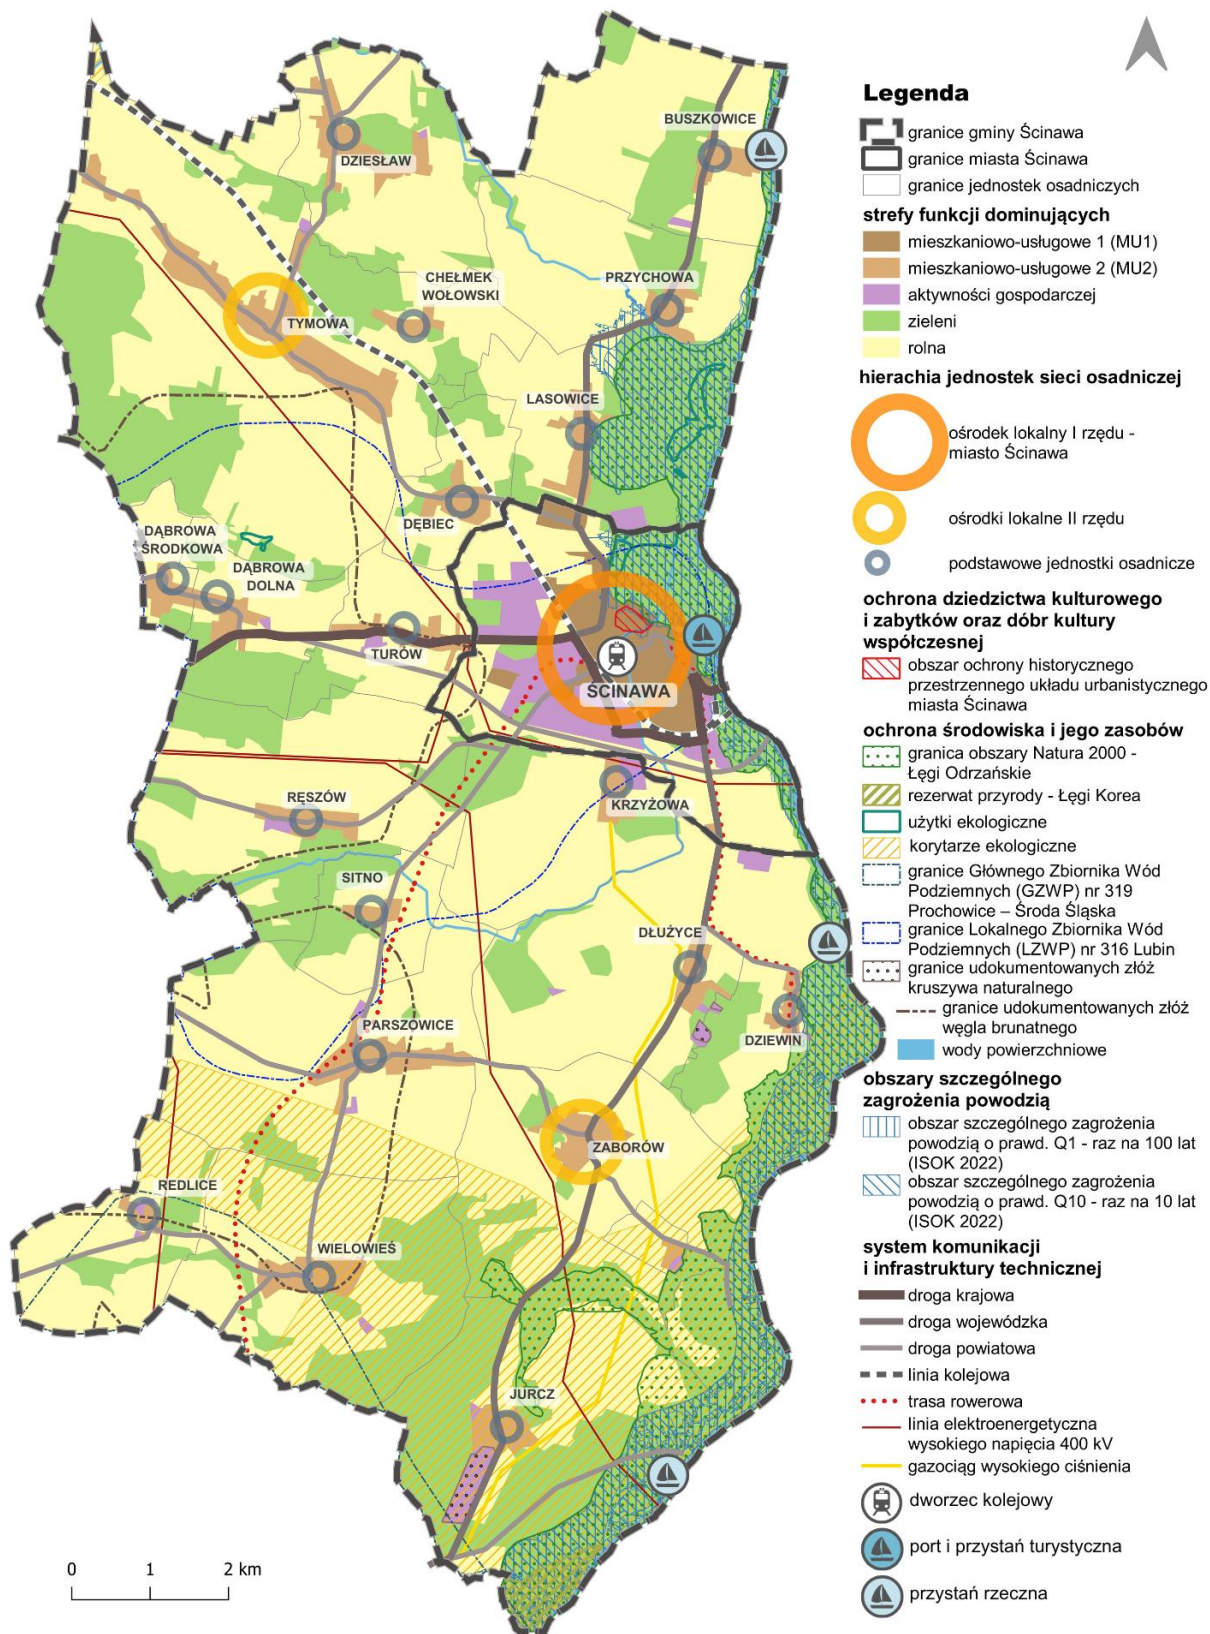 BUSZKOWICE
DZIESŁAW
CHEŁMEK
WOŁOWSKI
PRZYCHOWA
TYMOWA
LASOWICE
DĘBIEC
DĄBROWA
ŚRODKOWA
DĄBROWA
DOLNA
TURÓW
ŚCINAWA
RĘSZÓW
KRZYŻOWA
SITNO
DŁUŻYCE
PARSZOWICE
DZIEWIN
ZABORÓW
REDLICE
WIELOWIEŚ
JURCZ
0 1 2 km
Legenda
granice gminy Ścinawa
granice miasta Ścinawa
granice jednostek osadniczych
strefy funkcji dominujących
mieszkaniowo-usługowe 1 (MU1)
mieszkaniowo-usługowe 2 (MU2)
aktywności gospodarczej
zieleni
rolna
hierachia jednostek sieci osadniczej
ośrodek lokalny I rzędu -
miasto Ścinawa
ośrodki lokalne II rzędu
podstawowe jednostki osadnicze
ochrona dziedzictwa kulturowego
i zabytków oraz dóbr kultury
współczesnej
obszar ochrony historycznego
przestrzennego układu urbanistycznego
miasta Ścinawa
ochrona środowiska i jego zasobów
granica obszary Natura 2000 -
Łęgi Odrzańskie
rezerwat przyrody - Łęgi Korea
użytki ekologiczne
korytarze ekologiczne
granice Głównego Zbiornika Wód
Podziemnych (GZWP) nr 319
Prochowice – Środa Śląska
granice Lokalnego Zbiornika Wód
Podziemnych (LZWP) nr 316 Lubin
granice udokumentowanych złóż
kruszywa naturalnego
granice udokumentowanych złóż
węgla brunatnego
wody powierzchniowe
obszary szczególnego
zagrożenia powodzią
obszar szczególnego zagrożenia
powodzią o prawd. Q1 - raz na 100 lat
(ISOK 2022)
obszar szczególnego zagrożenia
powodzią o prawd. Q10 - raz na 10 lat
(ISOK 2022)
system komunikacji
i infrastruktury technicznej
droga krajowa
droga wojewódzka
droga powiatowa
linia kolejowa
trasa rowerowa
linia elektroenergetyczna
wysokiego napięcia 400 kV
gazociąg wysokiego ciśnienia
dworzec kolejowy
port i przystań turystyczna
przystań rzeczna